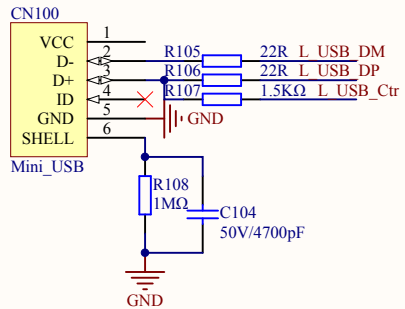 CN100
VCC 1
D- 2 R105 22R L_USB_DM
D+ 3 R106 22R L_USB_DP
ID 4 R107 1.5KΩ L_USB_Ctr
GND 5 GND
SHELL 6
Mini_USB
R108
1MΩ
C104
50V/4700pF
GND